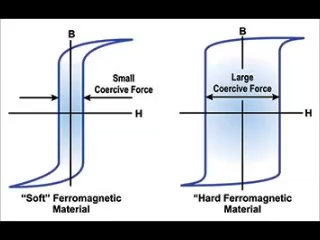 B
Small
Coercive Force
H
"Soft" Ferromagnetic
Material
B
Large
Coercive Force
H
"Hard Ferromagnetic
Material